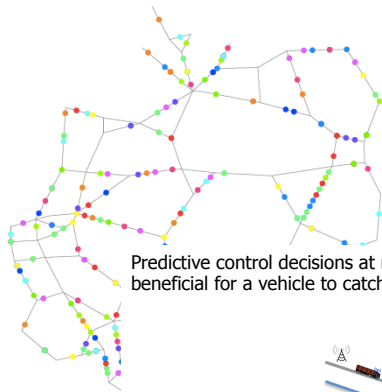 Predictive control decisions at
beneficial for a vehicle to catch